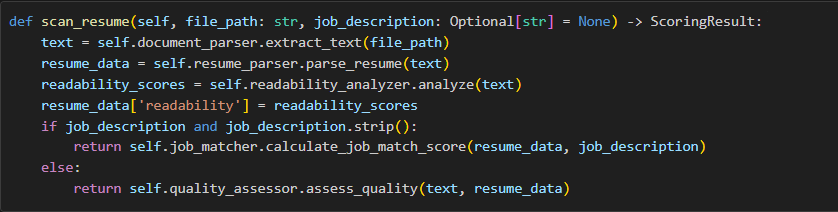 def scan_resume(self, file_path: str, job_description: Optional[str] = None) -> ScoringResult:
    text = self.document_parser.extract_text(file_path)
    resume_data = self.resume_parser.parse_resume(text)
    readability_scores = self.readability_analyzer.analyze(text)
    resume_data['readability'] = readability_scores
    if job_description and job_description.strip():
        return self.job_matcher.calculate_job_match_score(resume_data, job_description)
    else:
        return self.quality_assessor.assess_quality(text, resume_data)